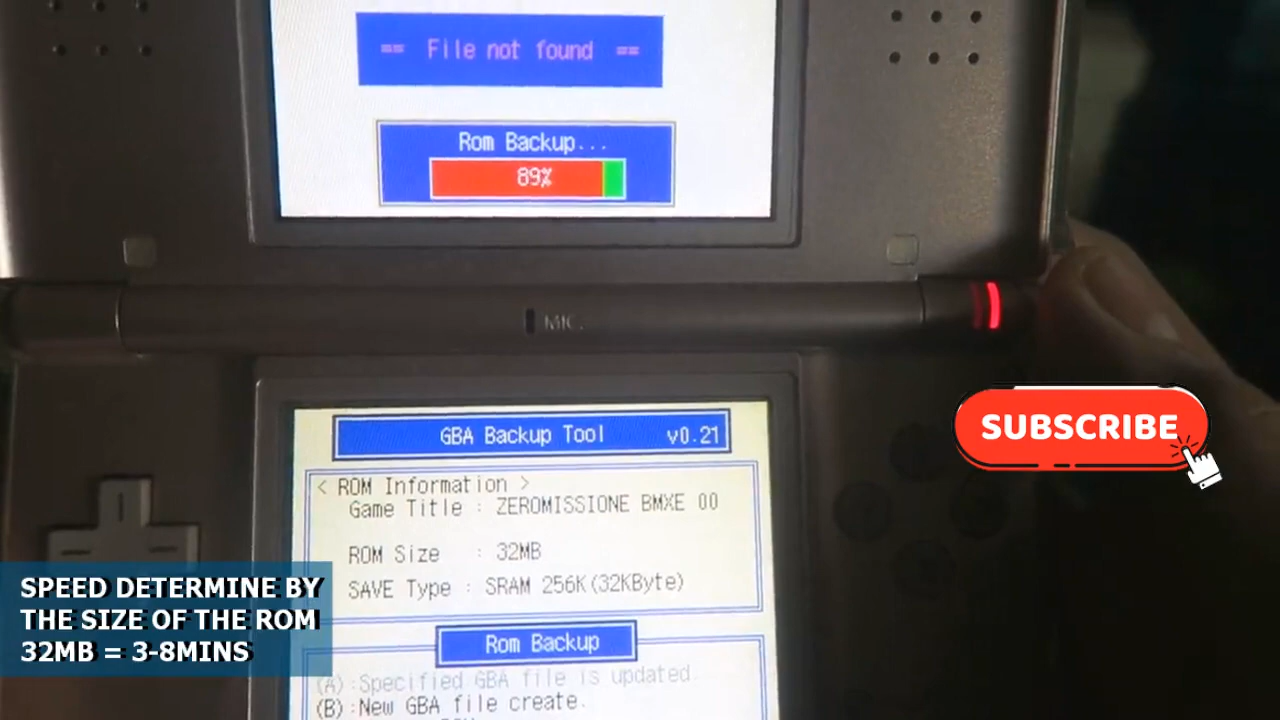 == File not found ==
Rom Backup...
89%
MIC.
GBA Backup Tool v0.21
< ROM Information >
Game Title : ZEROMISSIONE BMXE 00
ROM Size : 32MB
SAVE Type : SRAM 256K(32KByte)
Rom Backup
(A):Specified GBA file is updated.
(B):New GBA file create.
SUBSCRIBE
SPEED DETERMINE BY
THE SIZE OF THE ROM
32MB = 3-8MINS